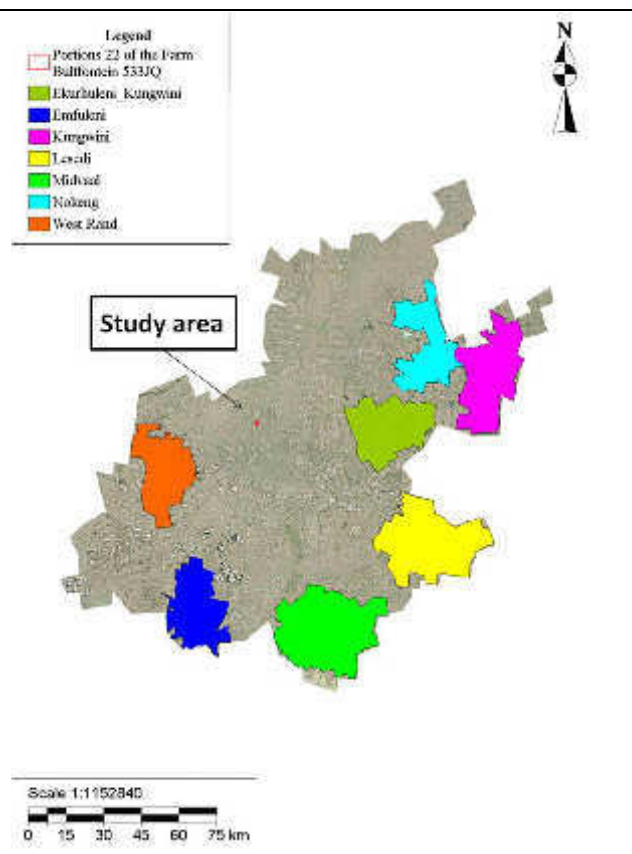 Legend
Portions 22 of the Farm
Bultfontein 533JQ
Ekurhuleni_Kungwini
Emfuleni
Kungwini
Lesedi
Midvaal
Nokeng
West Rand
N
Study area
Scale 1:1152840
0 15 30 45 60 75 km